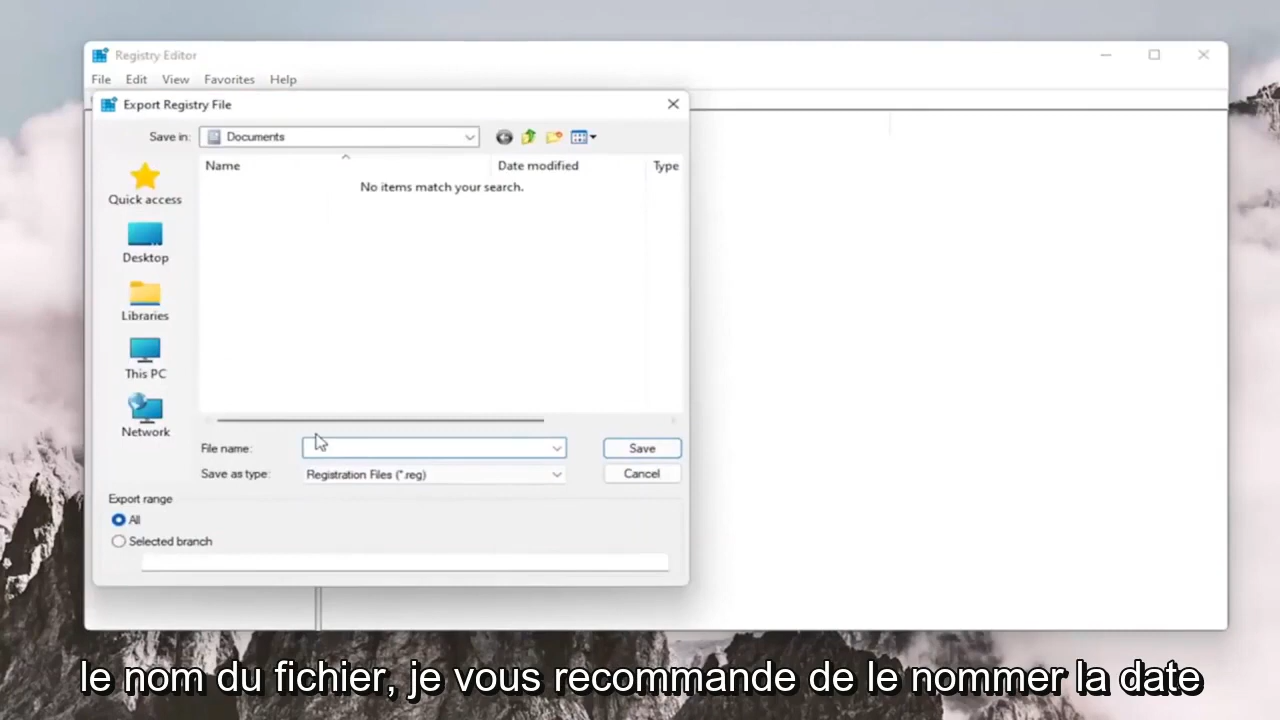 Registry Editor
File Edit View Favorites Help
Export Registry File
Save in: Documents
Name Date modified Type
No items match your search.
Quick access
Desktop
Libraries
This PC
Network
File name: Save
Save as type: Registration Files (*.reg) Cancel
Export range
All
Selected branch
le nom du fichier, je vous recommande de le nommer la date